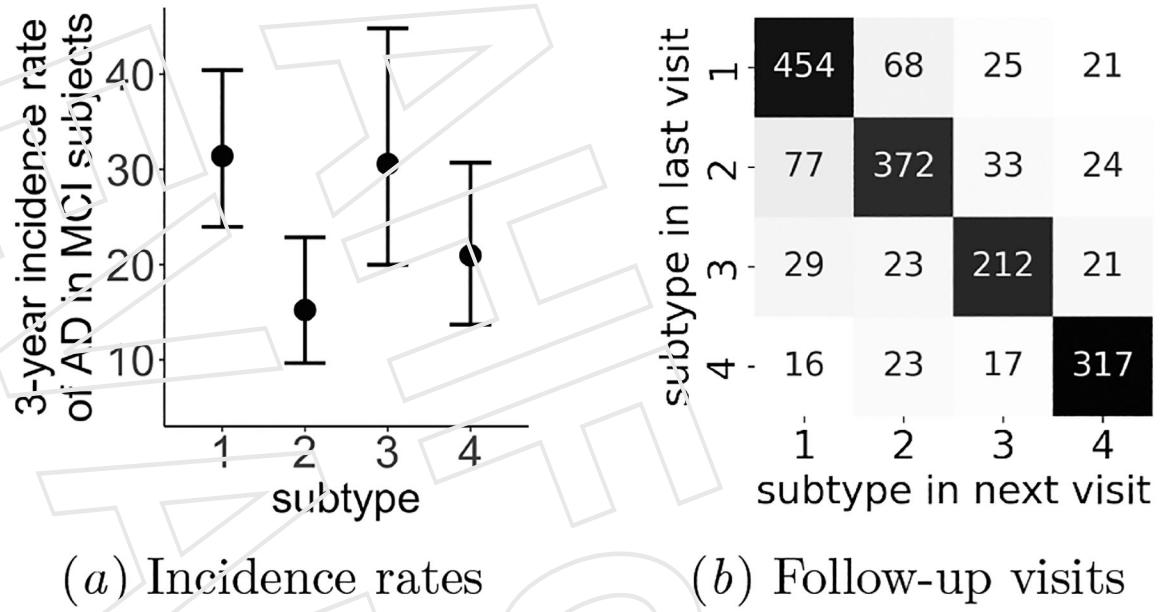 3-year incidence rate
of AD in MCI subjects
40
30
20
10
1 2 3 4
subtype
(a) Incidence rates
subtype in last visit
1 454 68 25 21
2 77 372 33 24
3 29 23 212 21
4 16 23 17 317
1 2 3 4
subtype in next visit
(b) Follow-up visits